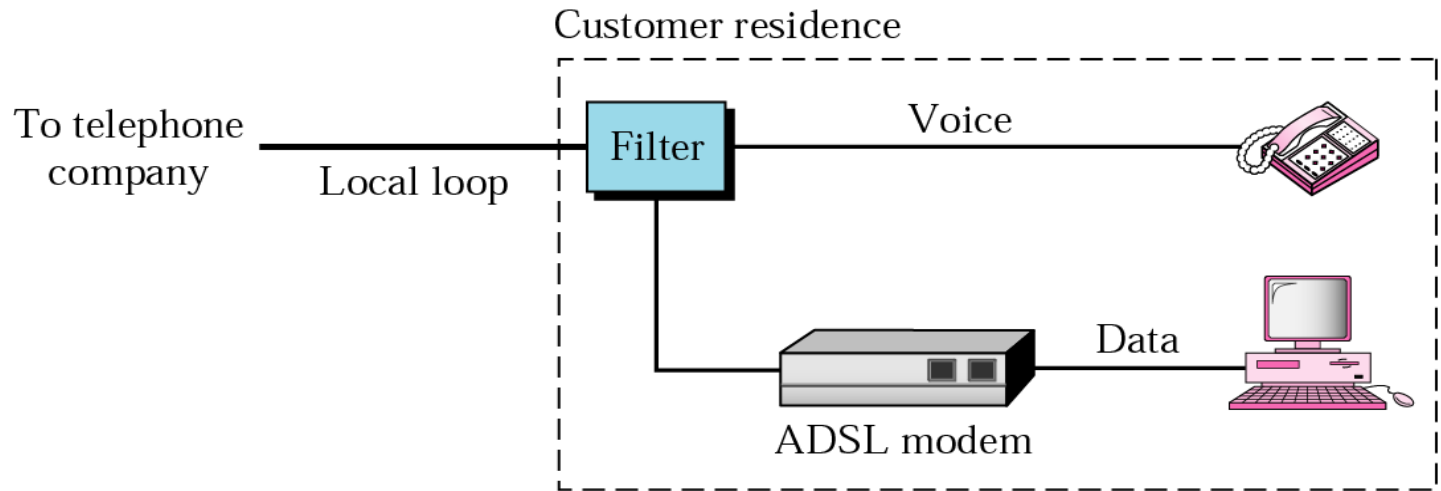 Customer residence
To telephone
company
Local loop
Filter
Voice
Data
ADSL modem